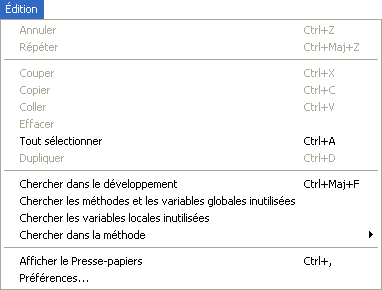 Édition
Annuler Ctrl+Z
Répéter Ctrl+Maj+Z
Couper Ctrl+X
Copier Ctrl+C
Coller Ctrl+V
Effacer
Tout sélectionner Ctrl+A
Dupliquer Ctrl+D
Chercher dans le développement Ctrl+Maj+F
Chercher les méthodes et les variables globales inutilisées
Chercher les variables locales inutilisées
Chercher dans la méthode
Afficher le Presse-papiers Ctrl+,
Préférences...